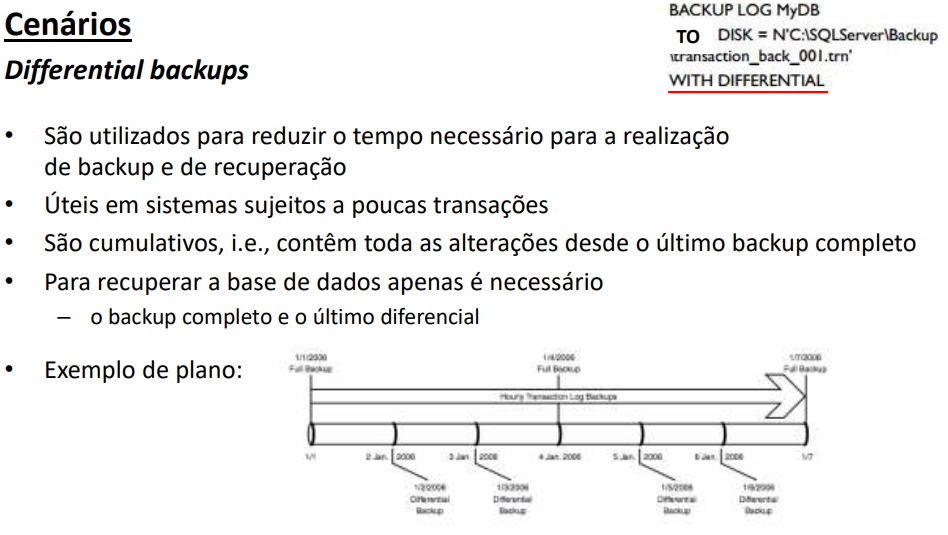 Cenários
BACKUP LOG MyDB
TO DISK = N'C:\SQLServer\Backup
\transaction_back_001.trn'
WITH DIFFERENTIAL
Differential backups
• São utilizados para reduzir o tempo necessário para a realização
de backup e de recuperação
• Úteis em sistemas sujeitos a poucas transações
• São cumulativos, i.e., contêm toda as alterações desde o último backup completo
• Para recuperar a base de dados apenas é necessário
– o backup completo e o último diferencial
• Exemplo de plano:
1/1/2006 1/4/2006 1/7/2006
Full Backup Full Backup Full Backup
Hourly Transaction Log Backups
1/1 2 Jan. 2006 3 Jan. 2006 4 Jan. 2006 5 Jan. 2006 6 Jan. 2006 1/7
1/2/2006 1/3/2006 1/5/2006 1/6/2006
Differential Differential Differential Differential
Backup Backup Backup Backup